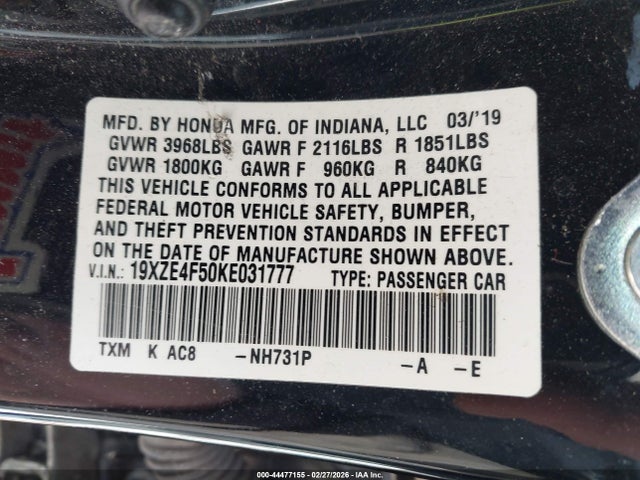 MFD. BY HONDA MFG. OF INDIANA, LLC 03/'19
GVWR 3968LBS GAWR F 2116LBS R 1851LBS
GVWR 1800KG GAWR F 960KG R 840KG
THIS VEHICLE CONFORMS TO ALL APPLICABLE
FEDERAL MOTOR VEHICLE SAFETY, BUMPER,
AND THEFT PREVENTION STANDARDS IN EFFECT
ON THE DATE OF MANUFACTURE SHOWN ABOVE.
V.I.N.: 19XZE4F50KE031777 TYPE: PASSENGER CAR
TXM K AC8 -NH731P -A -E
000-44477155 - 02/27/2026 - IAA Inc.